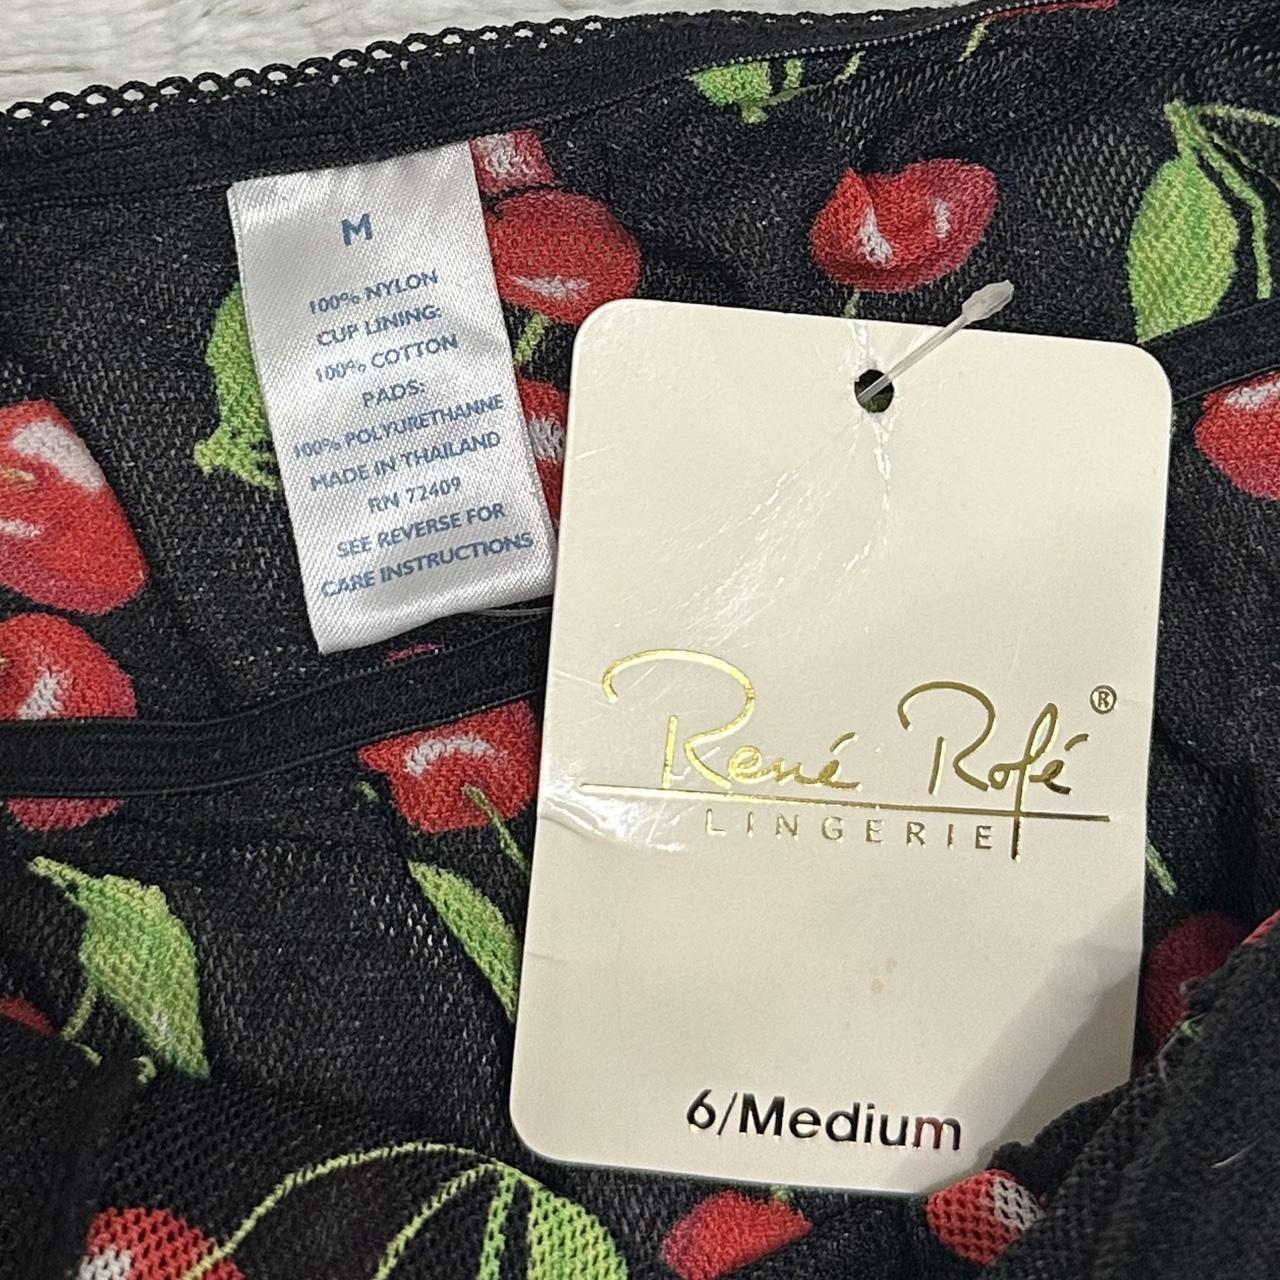 M
100% NYLON
CUP LINING:
100% COTTON
PADS:
100% POLYURETHANNE
MADE IN THAILAND
RN 72409
SEE REVERSE FOR
CARE INSTRUCTIONS
René Rofé®
LINGERIE
6/Medium